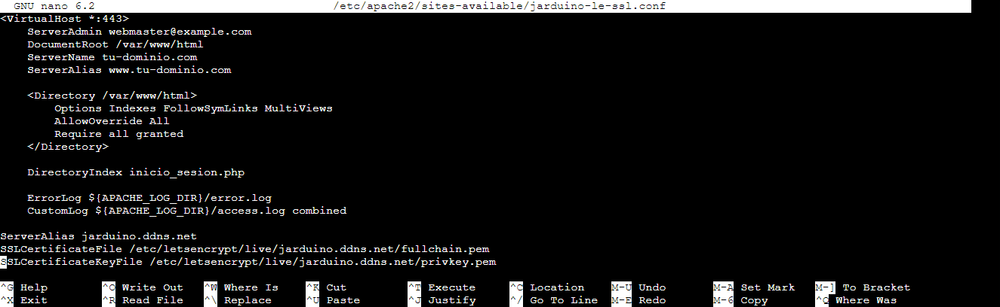 GNU nano 6.2 /etc/apache2/sites-available/jarduino-le-ssl.conf
<VirtualHost *:443>
ServerAdmin webmaster@example.com
DocumentRoot /var/www/html
ServerName tu-dominio.com
ServerAlias www.tu-dominio.com
<Directory /var/www/html>
Options Indexes FollowSymLinks MultiViews
AllowOverride All
Require all granted
</Directory>
DirectoryIndex inicio_sesion.php
ErrorLog ${APACHE_LOG_DIR}/error.log
CustomLog ${APACHE_LOG_DIR}/access.log combined
ServerAlias jarduino.ddns.net
SSLCertificateFile /etc/letsencrypt/live/jarduino.ddns.net/fullchain.pem
SSLCertificateKeyFile /etc/letsencrypt/live/jarduino.ddns.net/privkey.pem
^G Help ^O Write Out ^W Where Is ^K Cut ^T Execute ^C Location M-U Undo M-A Set Mark M-] To Bracket
^X Exit ^R Read File ^\ Replace ^U Paste ^J Justify ^/ Go To Line M-E Redo M-6 Copy ^Q Where Was